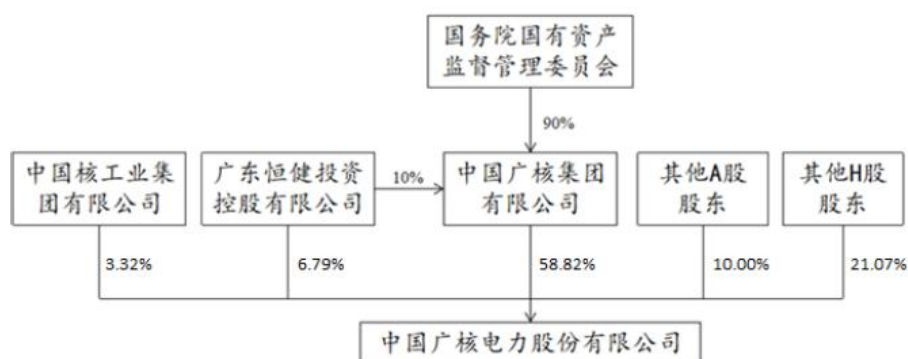 国务院国有资产
监督管理委员会
90%
中国核工业集
团有限公司
广东恒健投资
控股有限公司
10%
中国广核集团
有限公司
其他A股
股东
其他H股
股东
3.32%
6.79%
58.82%
10.00%
21.07%
中国广核电力股份有限公司